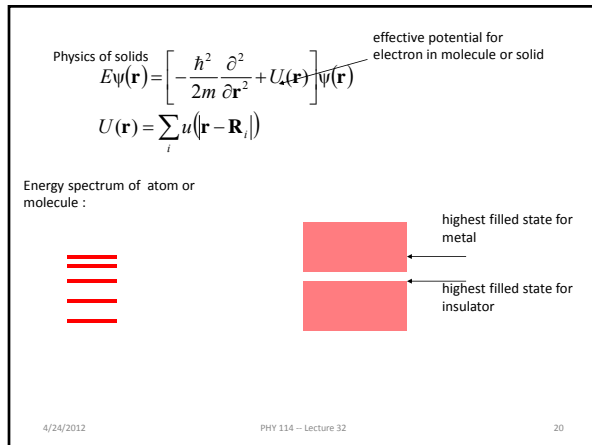 effective potential for
electron in molecule or solid
Physics of solids
Eψ(r) = [ − ħ²/2m ∂²/∂r² + U(r) ] ψ(r)
U(r) = ∑ᵢ u(|r − Rᵢ|)
Energy spectrum of atom or
molecule :
highest filled state for
metal
highest filled state for
insulator
4/24/2012 PHY 114 -- Lecture 32 20